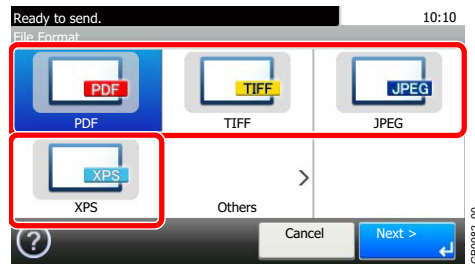 Ready to send.
10:10
File Format
PDF
TIFF
JPEG
PDF
TIFF
JPEG
XPS
XPS
Others
>
?
Cancel
Next >